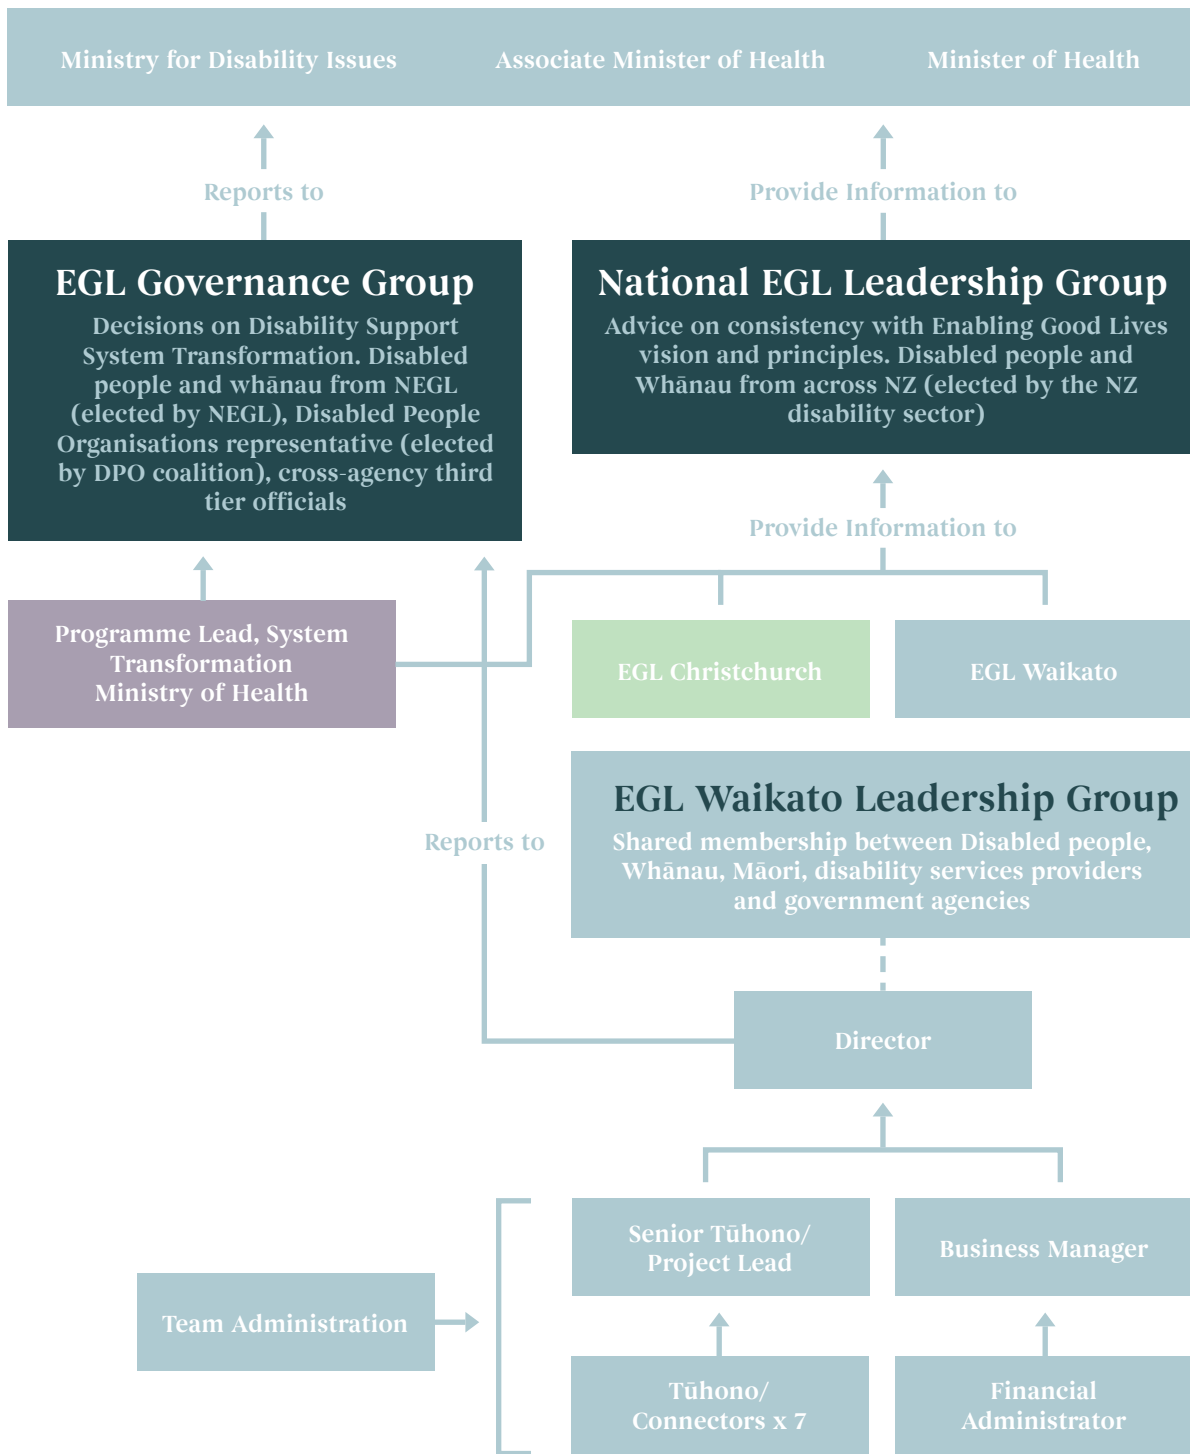 Ministry for Disability Issues
Associate Minister of Health
Minister of Health
Reports to
Provide Information to
EGL Governance Group
Decisions on Disability Support
System Transformation. Disabled
people and whānau from NEGL
(elected by NEGL), Disabled People
Organisations representative (elected
by DPO coalition), cross-agency third
tier officials
National EGL Leadership Group
Advice on consistency with Enabling Good Lives
vision and principles. Disabled people and
Whānau from across NZ (elected by the NZ
disability sector)
Provide Information to
Programme Lead, System
Transformation
Ministry of Health
EGL Christchurch
EGL Waikato
EGL Waikato Leadership Group
Shared membership between Disabled people,
Whānau, Māori, disability services providers
and government agencies
Reports to
Director
Senior Tūhono/
Project Lead
Business Manager
Team Administration
Tūhono/
Connectors x 7
Financial
Administrator